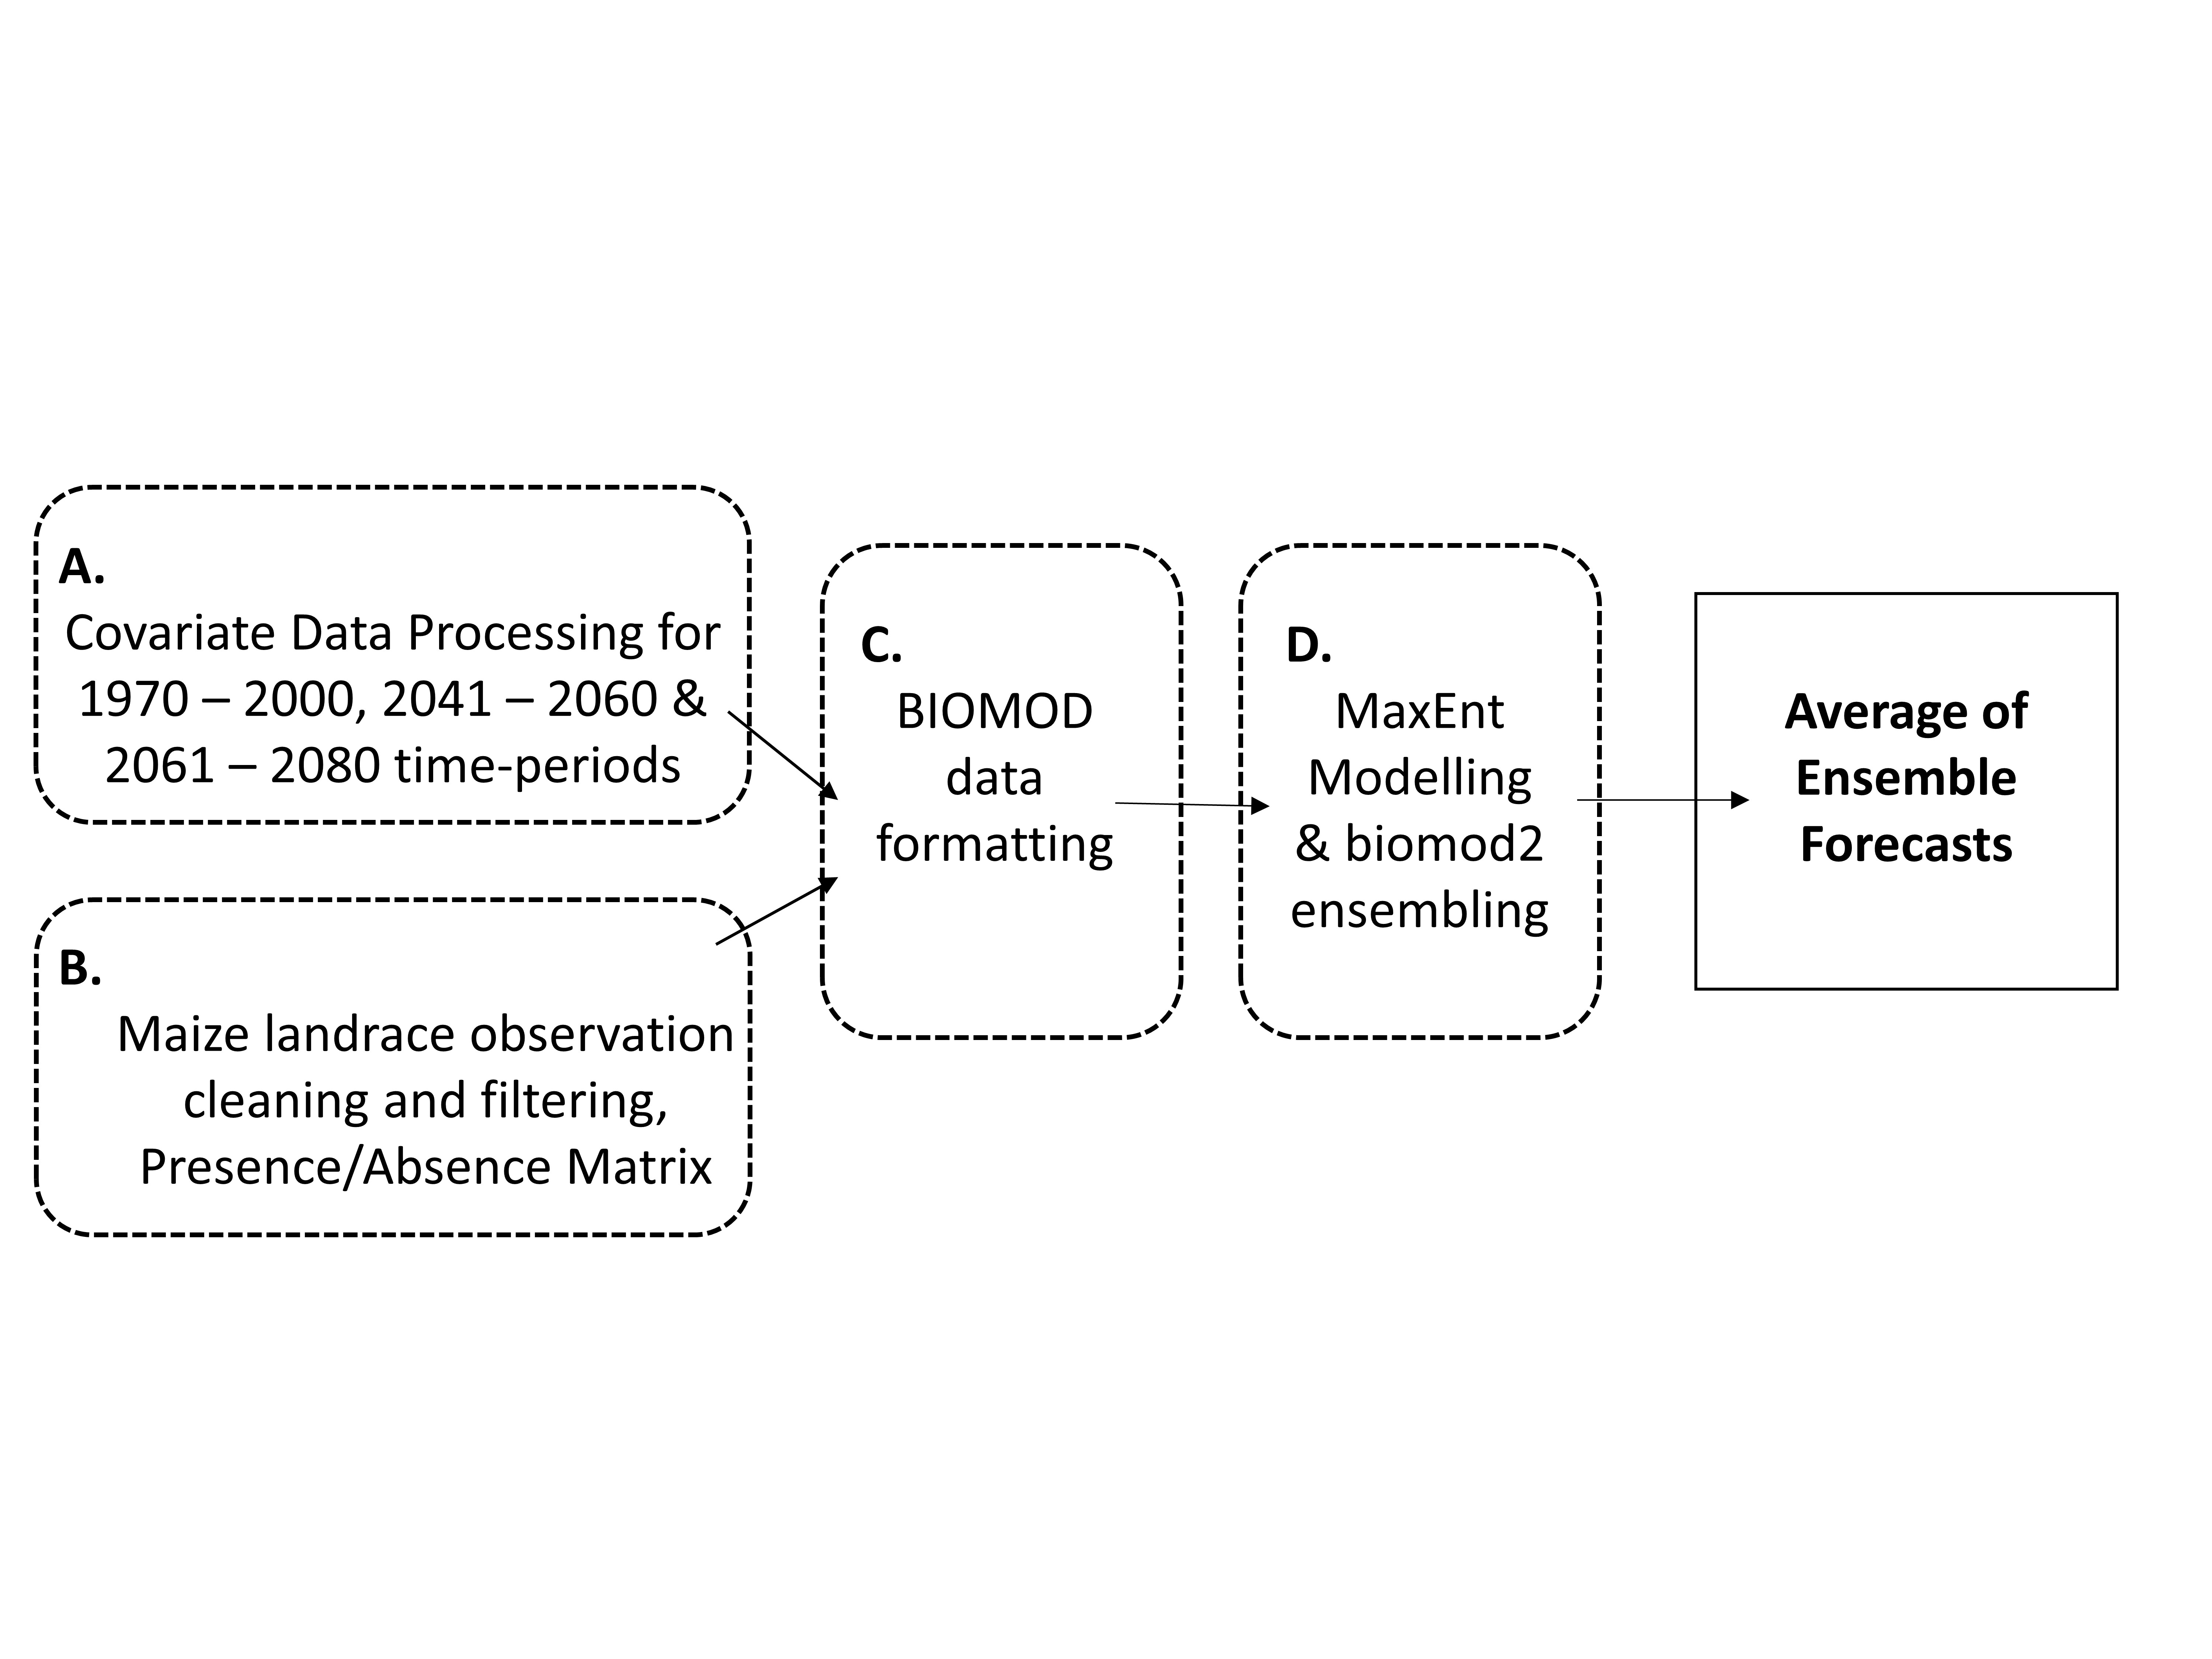 A.
Covariate Data Processing for
1970 – 2000, 2041 – 2060 &
2061 – 2080 time-periods
B.
Maize landrace observation
cleaning and filtering,
Presence/Absence Matrix
C.
BIOMOD
data
formatting
D.
MaxEnt
Modelling
& biomod2
ensembling
Average of
Ensemble
Forecasts